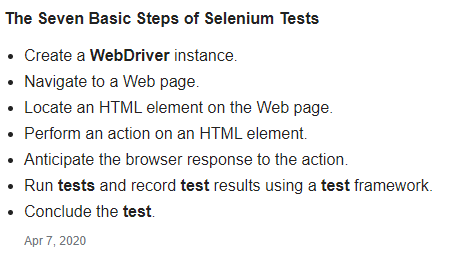 The Seven Basic Steps of Selenium Tests
• Create a WebDriver instance.
• Navigate to a Web page.
• Locate an HTML element on the Web page.
• Perform an action on an HTML element.
• Anticipate the browser response to the action.
• Run tests and record test results using a test framework.
• Conclude the test.
Apr 7, 2020